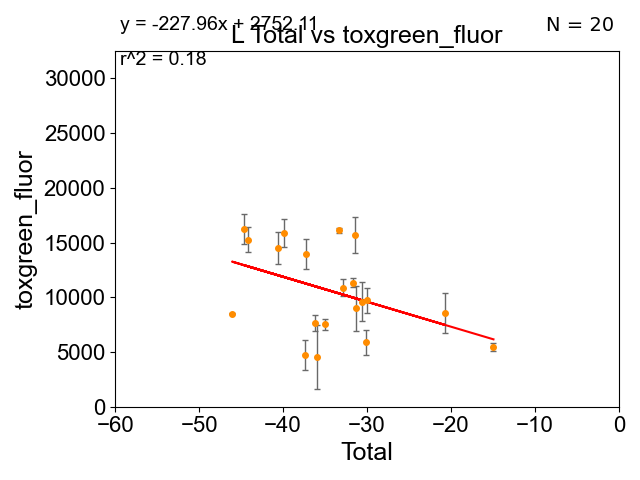 y = -227.96x + 2752.11
N = 20
L Total vs toxgreen_fluor
r^2 = 0.18
30000
25000
20000
15000
10000
5000
0
toxgreen_fluor
−60 −50 −40 −30 −20 −10 0
Total